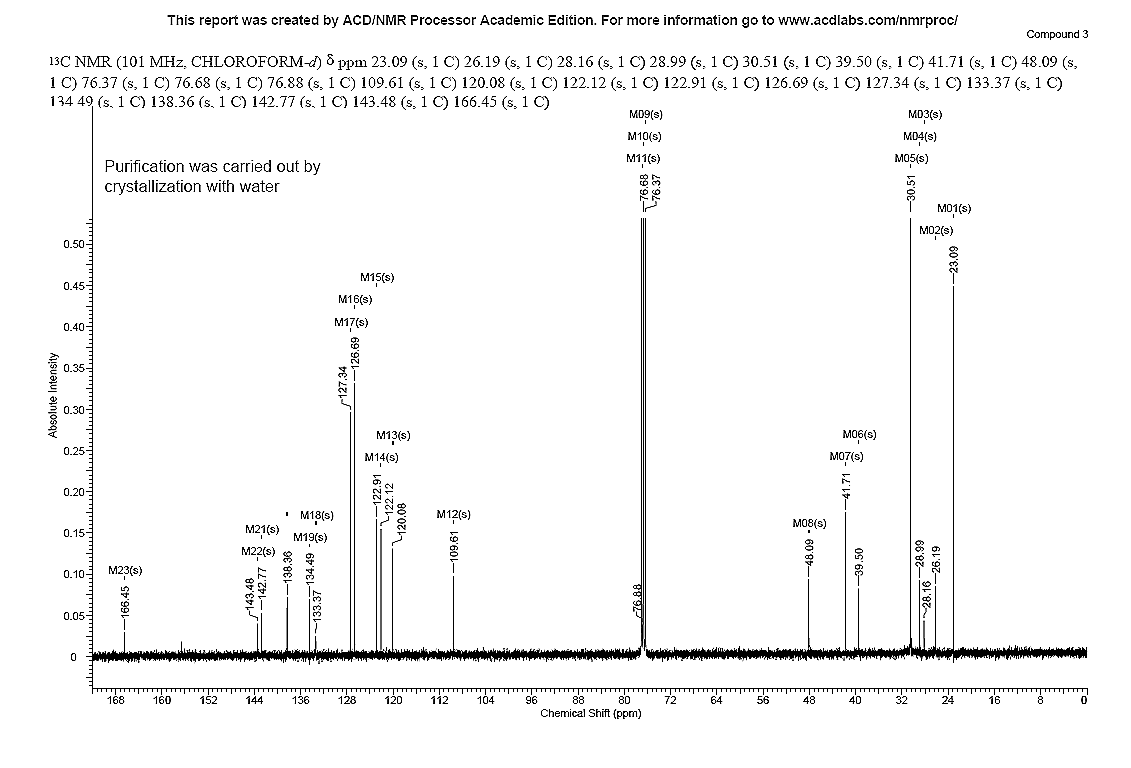 This report was created by ACD/NMR Processor Academic Edition. For more information go to www.acdlabs.com/nmrproc/
Compound 3
13C NMR (101 MHz, CHLOROFORM-d) δ ppm 23.09 (s, 1 C) 26.19 (s, 1 C) 28.16 (s, 1 C) 28.99 (s, 1 C) 30.51 (s, 1 C) 39.50 (s, 1 C) 41.71 (s, 1 C) 48.09 (s,
1 C) 76.37 (s, 1 C) 76.68 (s, 1 C) 76.88 (s, 1 C) 109.61 (s, 1 C) 120.08 (s, 1 C) 122.12 (s, 1 C) 122.91 (s, 1 C) 126.69 (s, 1 C) 127.34 (s, 1 C) 133.37 (s, 1 C)
134.49 (s, 1 C) 138.36 (s, 1 C) 142.77 (s, 1 C) 143.48 (s, 1 C) 166.45 (s, 1 C)
Purification was carried out by
crystallization with water
M09(s)
M10(s)
M11(s)
76.68
76.37
M03(s)
M04(s)
M05(s)
30.51
M01(s)
M02(s)
23.09
M15(s)
M16(s)
M17(s)
127.34
126.69
M13(s)
M14(s)
122.91
122.12
120.08
M12(s)
109.61
M06(s)
M07(s)
41.71
39.50
M08(s)
48.09
28.99
28.16
26.19
76.88
M18(s)
M19(s)
134.49
133.37
M21(s)
M22(s)
143.48
142.77
138.36
M23(s)
166.45
Absolute Intensity
0.50
0.45
0.40
0.35
0.30
0.25
0.20
0.15
0.10
0.05
0
168 160 152 144 136 128 120 112 104 96 88 80 72 64 56 48 40 32 24 16 8 0
Chemical Shift (ppm)